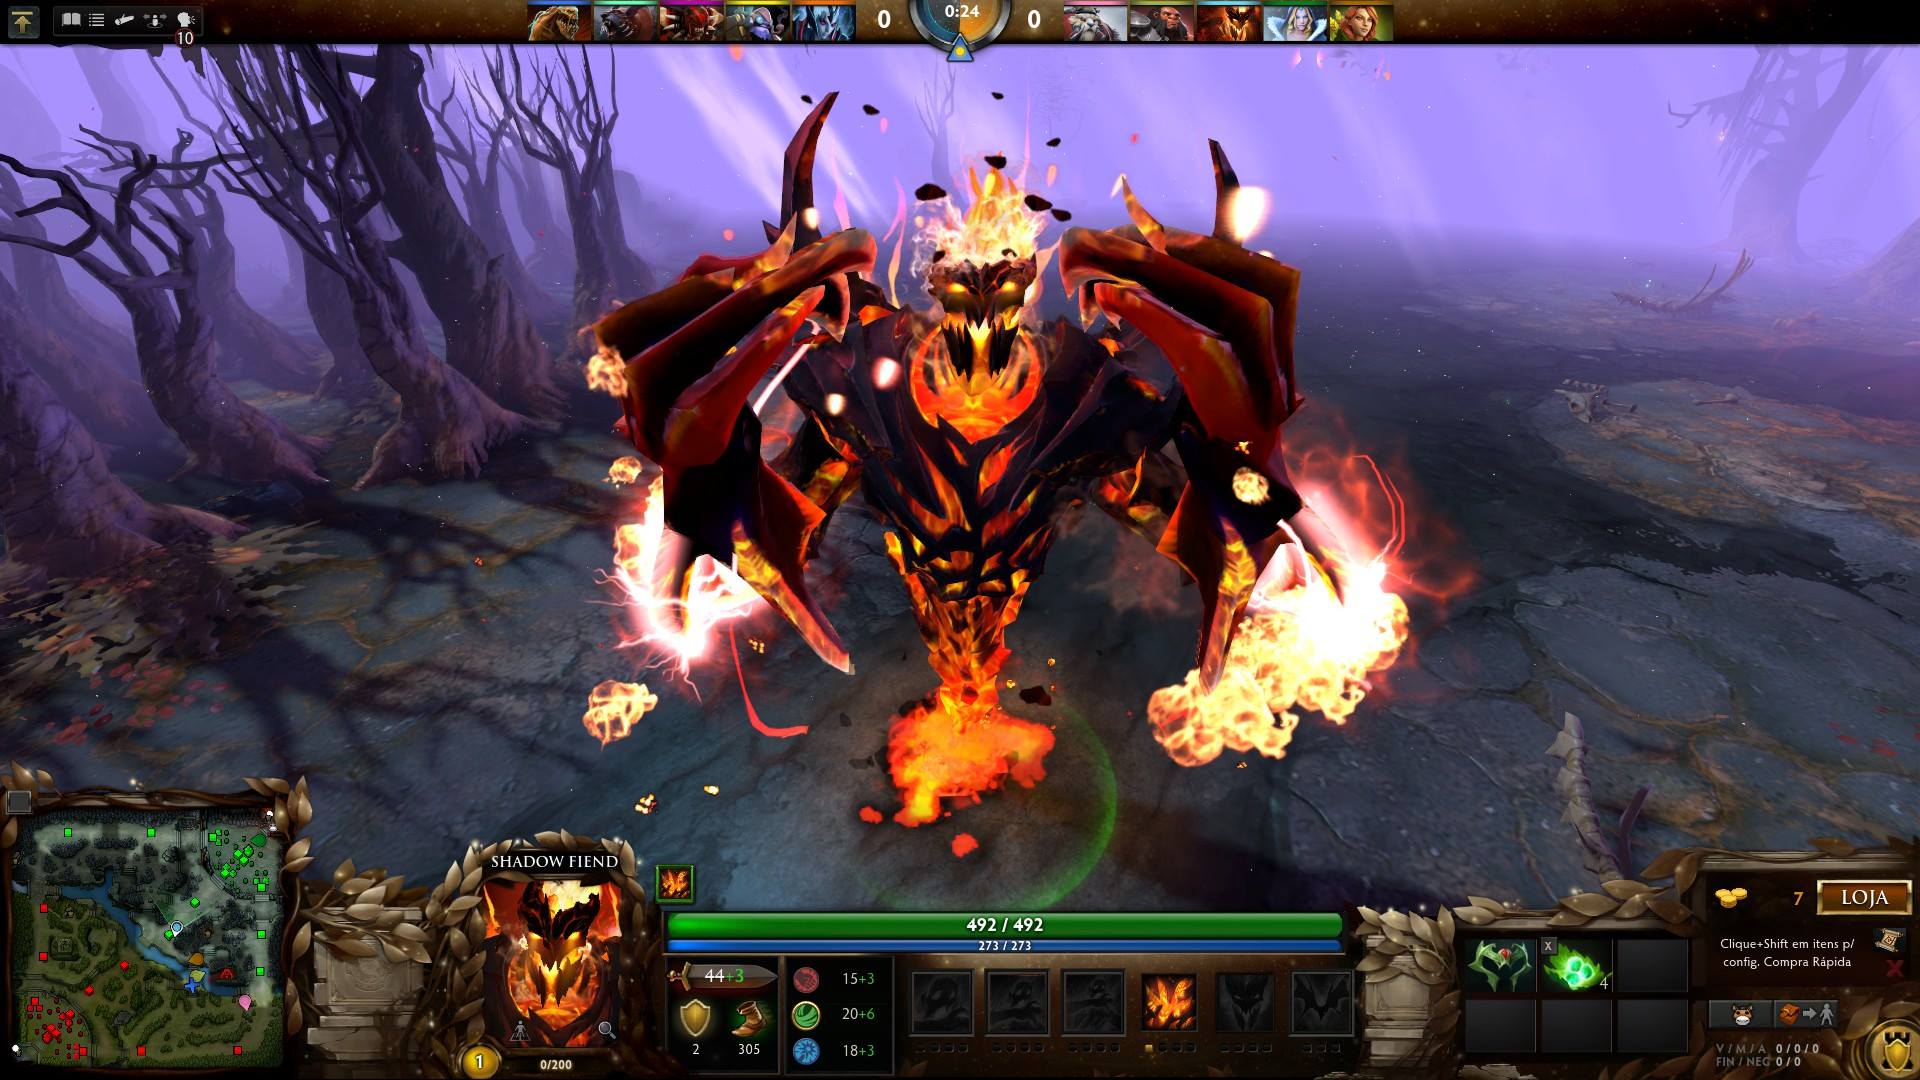 10
0
0:24
0
SHADOW FIEND
492 / 492
273 / 273
44+3
2
305
15+3
20+6
18+3
1
0/200
X
4
7
LOJA
Clique+Shift em itens p/
config. Compra Rápida
V / M / A 0 / 0 / 0
FIN / NEG 0 / 0